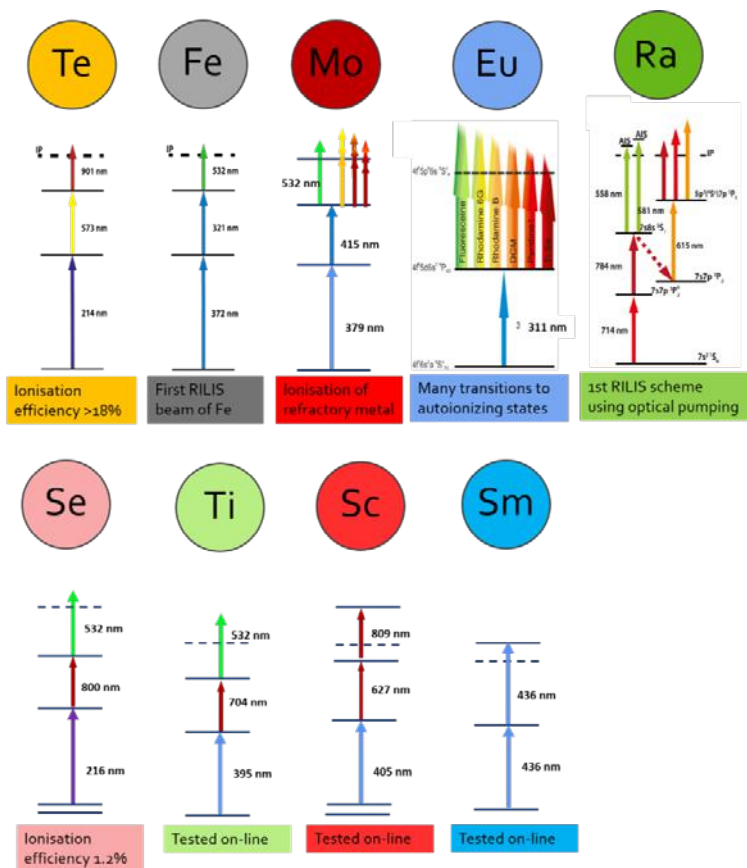 Te
Fe
Mo
Eu
Ra
IP
901 nm
573 nm
214 nm
IP
532 nm
321 nm
372 nm
532 nm
415 nm
379 nm
Fluoresceine
Rhodamine 6G
Rhodamine B
DCM
3 311 nm
AIS
AIS
IP
558 nm
581 nm
615 nm
784 nm
714 nm
Ionisation
efficiency >18%
First RILIS
beam of Fe
Ionisation of
refractory metal
Many transitions to
autoionizing states
1st RILIS scheme
using optical pumping
Se
Ti
Sc
Sm
532 nm
800 nm
216 nm
532 nm
704 nm
395 nm
809 nm
627 nm
405 nm
436 nm
436 nm
Ionisation
efficiency 1.2%
Tested on-line
Tested on-line
Tested on-line